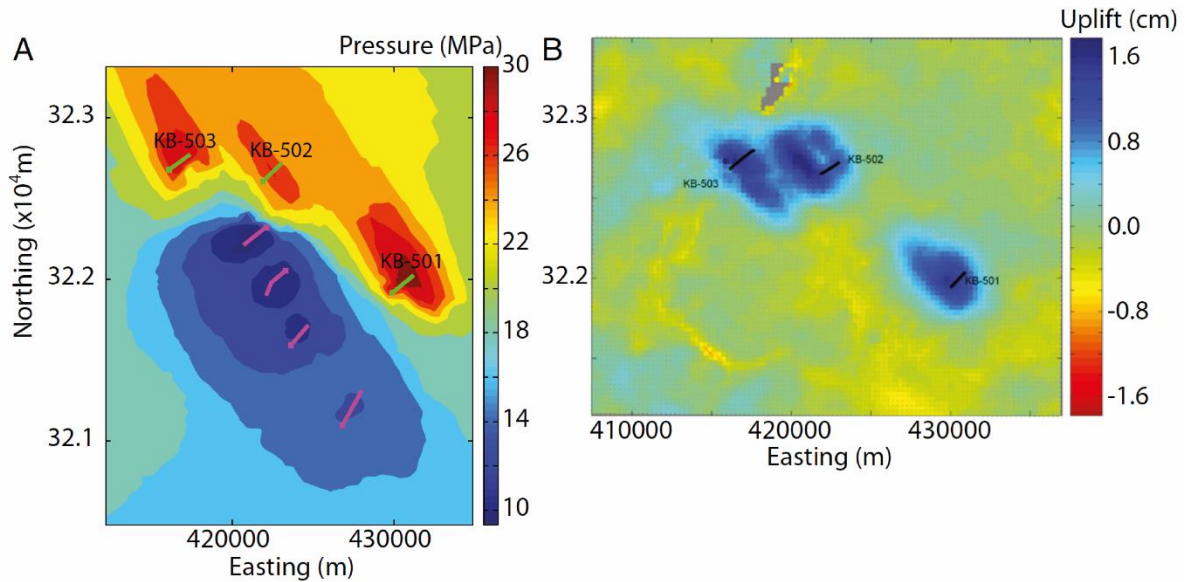 A
Pressure (MPa)
30
26
22
18
14
10
32.3
32.2
32.1
Northing (x10⁴m)
KB-503
KB-502
KB-501
420000
430000
Easting (m)
B
Uplift (cm)
1.6
0.8
0.0
-0.8
-1.6
32.3
32.2
32.1
KB-503
KB-502
KB-501
410000
420000
430000
Easting (m)